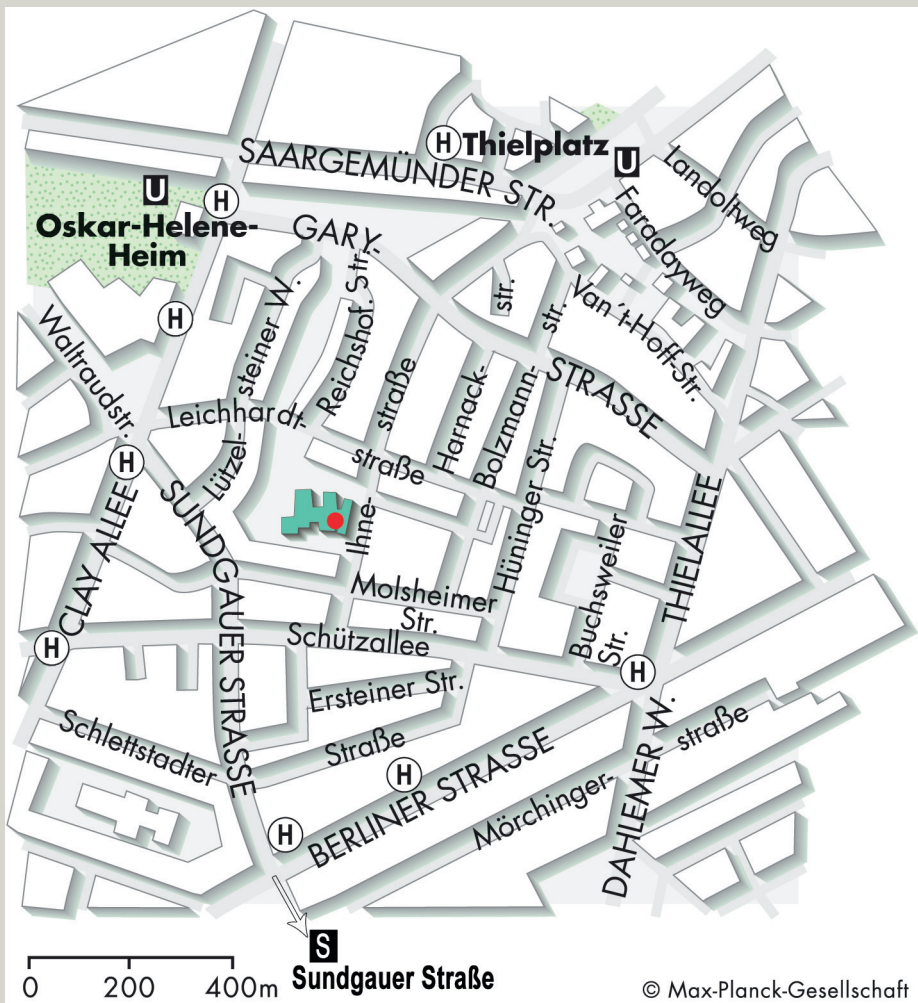 H
Thielplatz
U
Landoltweg
SAARGEMÜNDER STR.
U
H
Faradayweg
Oskar-Helene-
Heim
GARY-
STRASSE
Van´t-Hoff-Str.
H
Waltraudstr.
Lützel-
steiner W.
Reichshof. Str.
Ihne-
straße
Harnack-
str.
Bolzmann-
str.
Leichhardt-
straße
H
CLAY ALLEE
SUNDGAUER STRASSE
Hüninger Str.
Buchsweiler
Str.
THIELALLEE
Molsheimer
Str.
H
Schützallee
H
Ersteiner Str.
Schlettstadter
Straße
H
BERLINER STRASSE
H
Mörchinger-
straße
DAHLEMER W.
S
Sundgauer Straße
0 200 400m
© Max-Planck-Gesellschaft